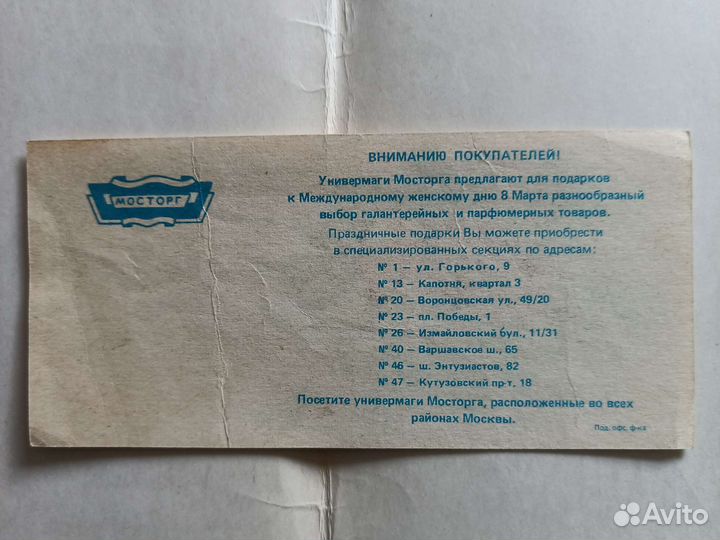 МОСТОРГ
ВНИМАНИЮ ПОКУПАТЕЛЕЙ!
Универмаги Мосторга предлагают для подарков
к Международному женскому дню 8 Марта разнообразный
выбор галантерейных и парфюмерных товаров.
Праздничные подарки Вы можете приобрести
в специализированных секциях по адресам:
№ 1 — ул. Горького, 9
№ 13 — Капотня, квартал 3
№ 20 — Воронцовская ул., 49/20
№ 23 — пл. Победы, 1
№ 26 — Измайловский бул., 11/31
№ 40 — Варшавское ш., 65
№ 46 — ш. Энтузиастов, 82
№ 47 — Кутузовский пр-т, 18
Посетите универмаги Мосторга, расположенные во всех
районах Москвы.
Под. офс. ф-ка
Avito